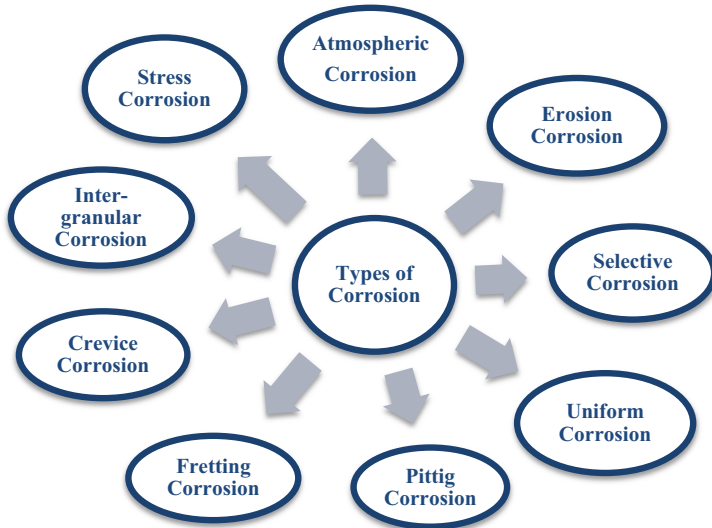 Atmospheric
Corrosion
Stress
Corrosion
Erosion
Corrosion
Inter-
granular
Corrosion
Types of
Corrosion
Selective
Corrosion
Crevice
Corrosion
Uniform
Corrosion
Fretting
Corrosion
Pittig
Corrosion